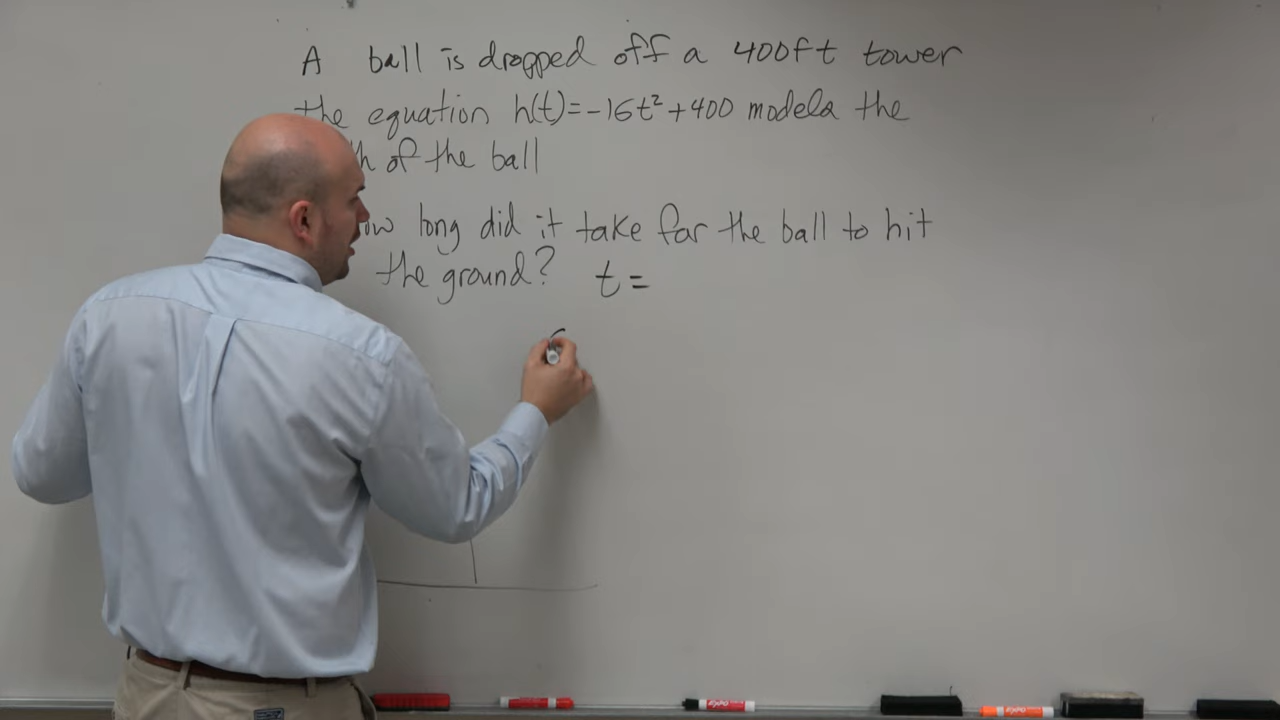 A ball is dropped off a 400ft tower
the equation h(t)=-16t²+400 models the
of the ball
long did it take for the ball to hit
the ground? t=